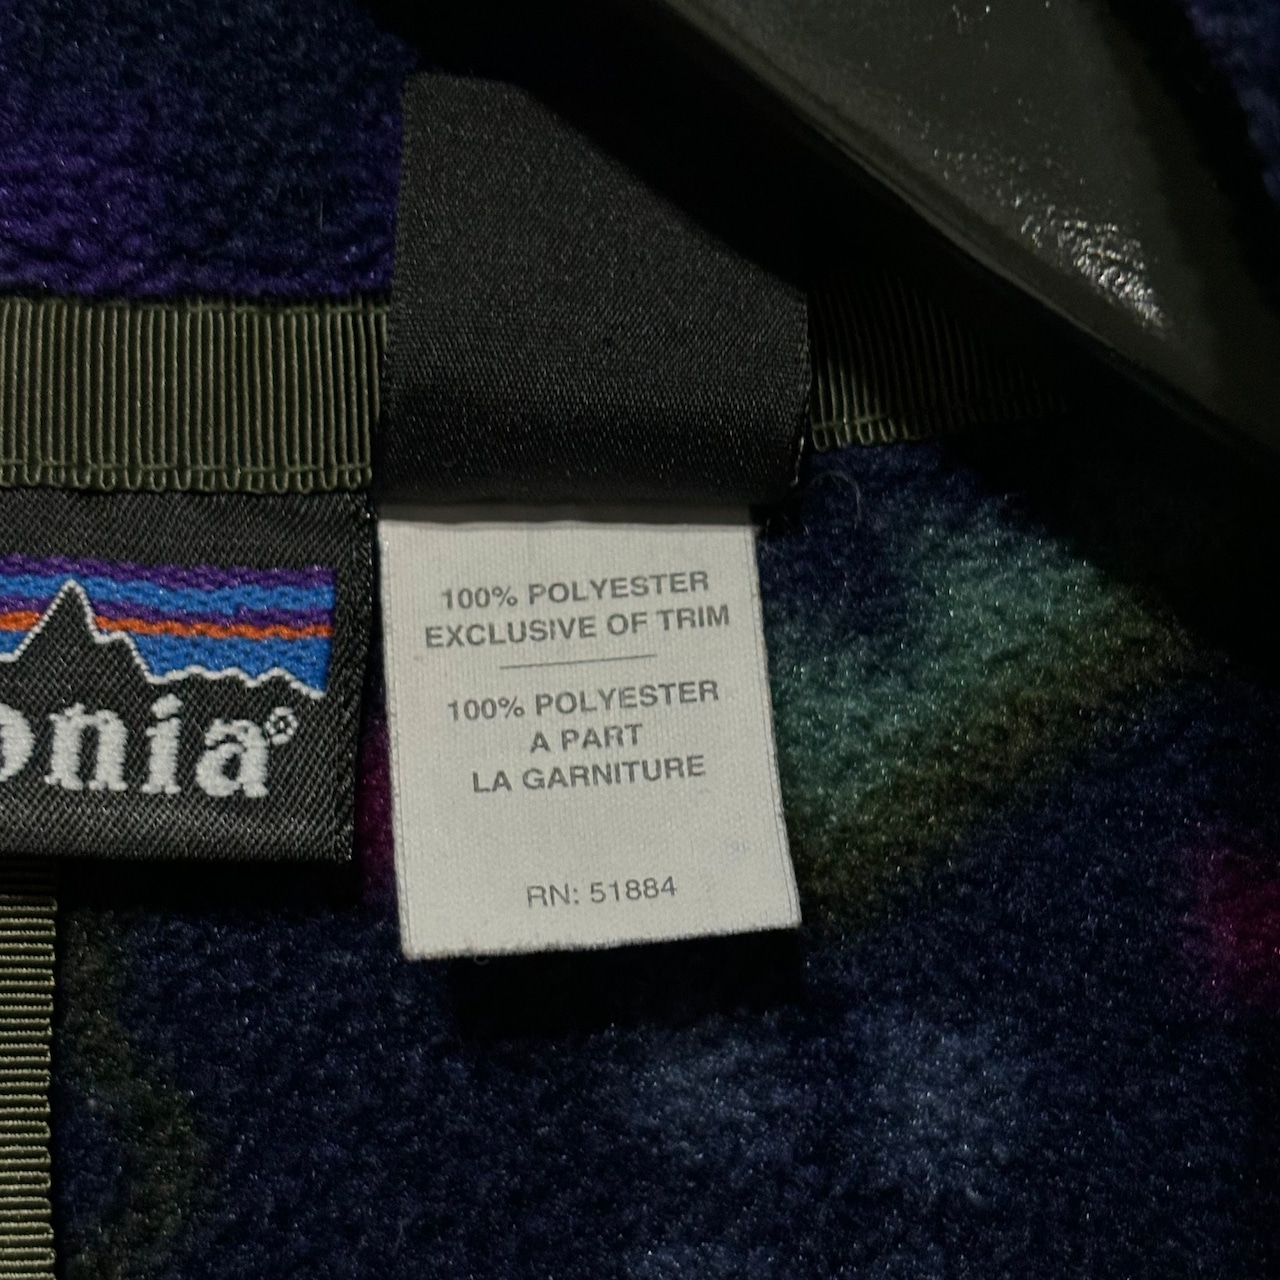 onia®
100% POLYESTER
EXCLUSIVE OF TRIM
100% POLYESTER
A PART
LA GARNITURE
RN: 51884